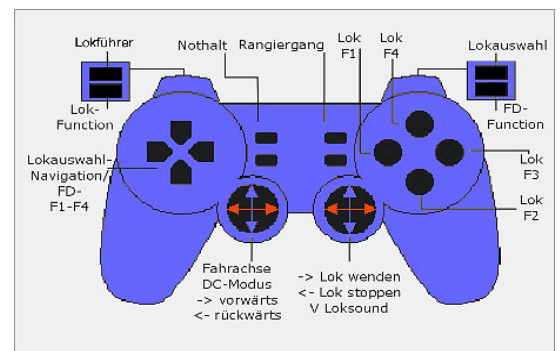 Lokführer
Nothalt
Rangiergang
Lok
F1
Lok
F4
Lokauswahl
Lok-
Function
FD-
Function
Lokauswahl-
Navigation/
FD-
F1-F4
Lok
F3
Lok
F2
Fahrachse
DC-Modus
-> vorwärts
<- rückwärts
-> Lok wenden
<- Lok stoppen
V Loksound